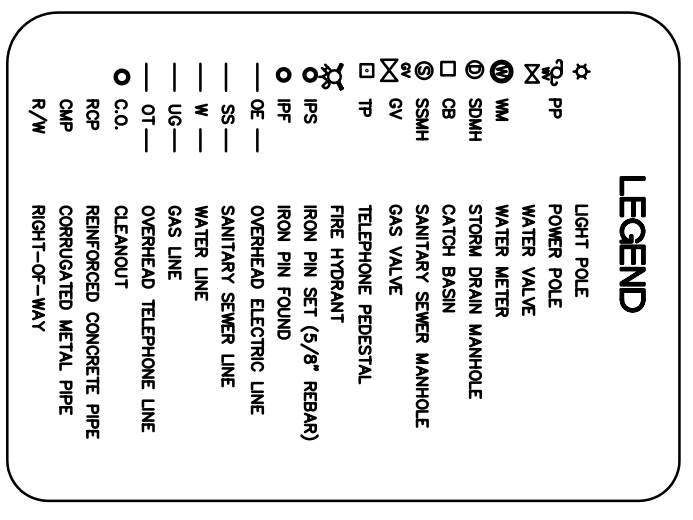 LEGEND
LIGHT POLE
PP POWER POLE
W WATER VALVE
W WM WATER METER
D SDMH STORM DRAIN MANHOLE
CB CATCH BASIN
S SSMH SANITARY SEWER MANHOLE
GV GV GAS VALVE
TP TELEPHONE PEDESTAL
FIRE HYDRANT
IPS IRON PIN SET (5/8" REBAR)
IPF IRON PIN FOUND
— OE — OVERHEAD ELECTRIC LINE
— SS — SANITARY SEWER LINE
— W — WATER LINE
— UG — GAS LINE
— OT — OVERHEAD TELEPHONE LINE
C.O. CLEANOUT
RCP REINFORCED CONCRETE PIPE
CMP CORRUGATED METAL PIPE
R/W RIGHT-OF-WAY